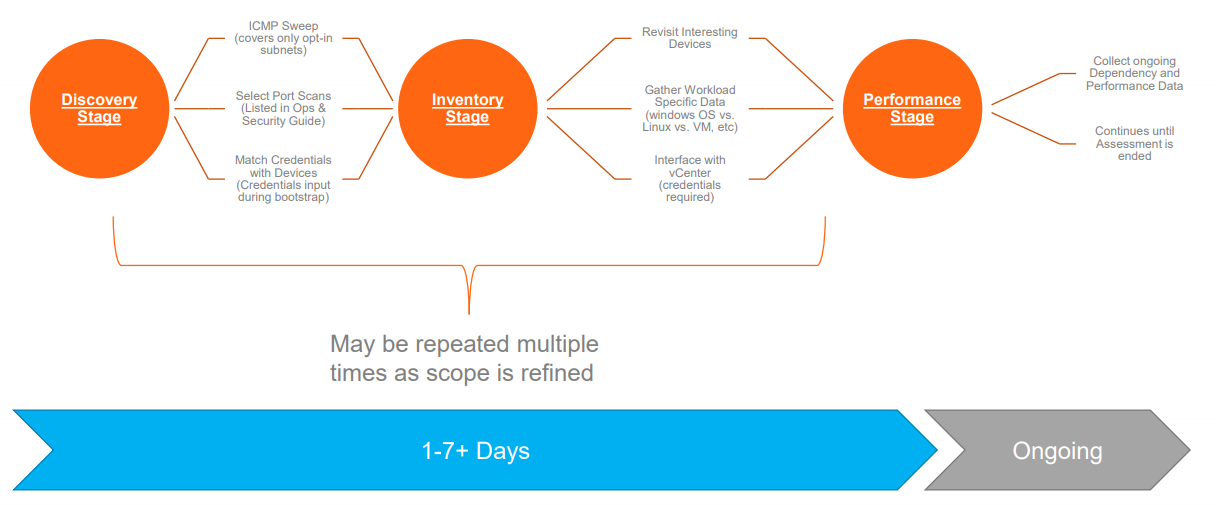 Discovery
Stage
ICMP Sweep
(covers only opt-in
subnets)
Select Port Scans
(Listed in Ops &
Security Guide)
Match Credentials
with Devices
(Credentials input
during bootstrap)
Inventory
Stage
Revisit Interesting
Devices
Gather Workload
Specific Data
(windows OS vs.
Linux vs. VM, etc)
Interface with
vCenter
(credentials
required)
Performance
Stage
Collect ongoing
Dependency and
Performance Data
Continues until
Assessment is
ended
May be repeated multiple
times as scope is refined
1-7+ Days
Ongoing